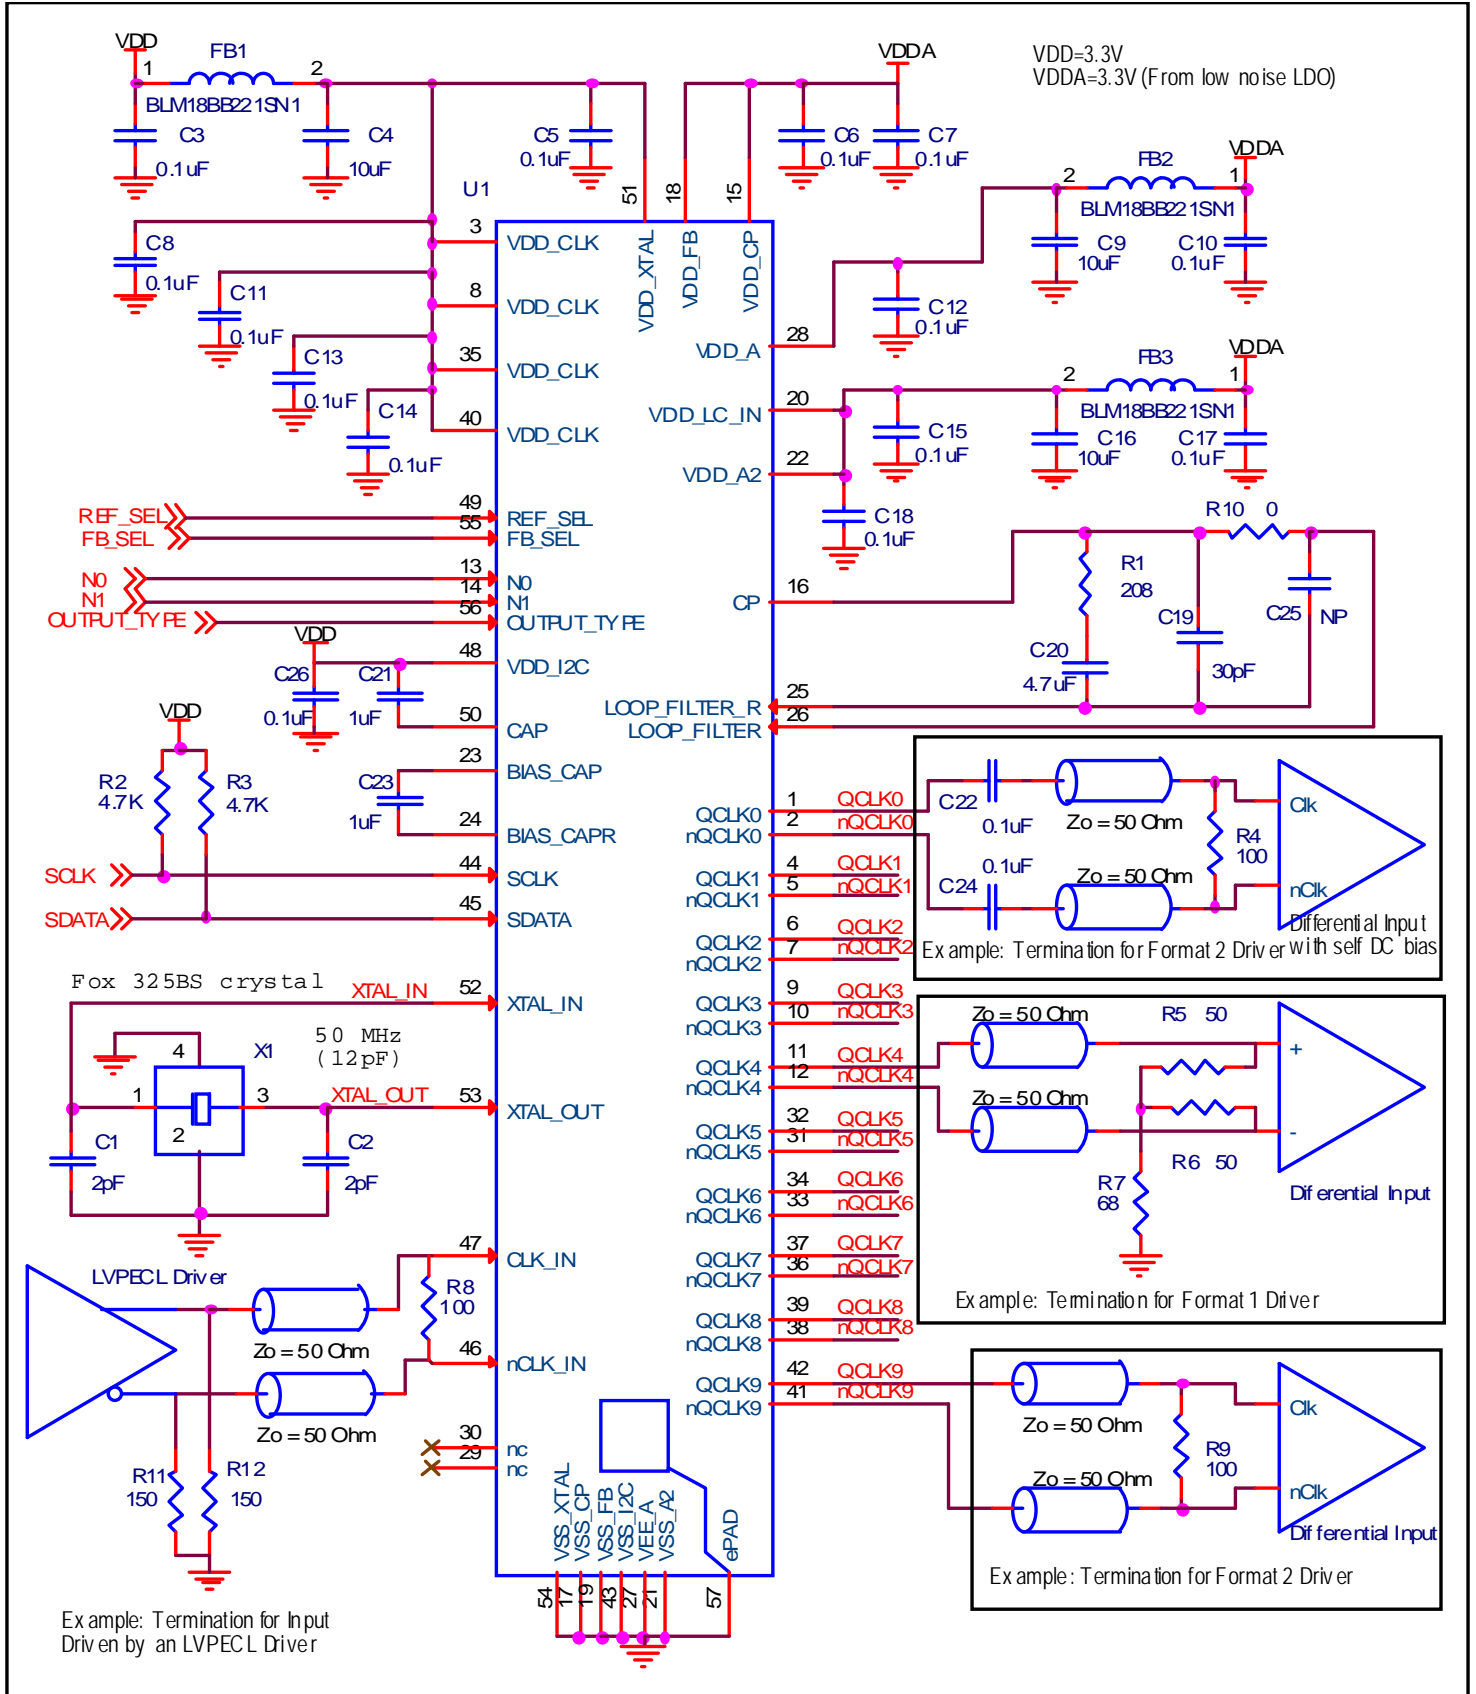 VDD
FB1
1
2
BLM18BB221SN1
C3
0.1uF
C4
10uF
C5
0.1uF
VDDA
C6
0.1uF
C7
0.1uF
VDD=3.3V
VDDA=3.3V (From low noise LDO)
FB2
VDDA
2
1
BLM18BB221SN1
C9
10uF
C10
0.1uF
U1
51
18
15
VDD_XTAL
VDD_FB
VDD_CP
C8
0.1uF
3
VDD_CLK
C11
0.1uF
8
VDD_CLK
C13
0.1uF
35
VDD_CLK
C14
0.1uF
40
VDD_CLK
C12
0.1uF
28
VDD_A
FB3
VDDA
2
1
BLM18BB221SN1
20
VDD_LC_IN
C15
0.1uF
C16
10uF
C17
0.1uF
22
VDD_A2
C18
0.1uF
REF_SEL
49
REF_SEL
FB_SEL
55
FB_SEL
N0
13
N0
N1
14
N1
OUTPUT_TYPE
56
OUTPUT_TYPE
R10 0
R1
208
C19
30pF
C25 NP
C20
4.7uF
16
CP
25
LOOP_FILTER_R
26
LOOP_FILTER
VDD
48
VDD_I2C
C26
0.1uF
C21
1uF
50
CAP
VDD
R2
4.7K
R3
4.7K
23
BIAS_CAP
C23
1uF
24
BIAS_CAPR
SCLK
44
SCLK
SDATA
45
SDATA
1
QCLK0
QCLK0
2
nQCLK0
nQCLK0
4
QCLK1
QCLK1
5
nQCLK1
nQCLK1
6
QCLK2
QCLK2
7
nQCLK2
nQCLK2
9
QCLK3
QCLK3
10
nQCLK3
nQCLK3
11
QCLK4
QCLK4
12
nQCLK4
nQCLK4
32
QCLK5
QCLK5
31
nQCLK5
nQCLK5
34
QCLK6
QCLK6
33
nQCLK6
nQCLK6
37
QCLK7
QCLK7
36
nQCLK7
nQCLK7
39
QCLK8
QCLK8
38
nQCLK8
nQCLK8
42
QCLK9
QCLK9
41
nQCLK9
nQCLK9
C22
0.1uF
Zo = 50 Ohm
Clk
R4
100
0.1uF
C24
Zo = 50 Ohm
nClk
Differential Input
with self DC bias
Example: Termination for Format 2 Driver
Zo = 50 Ohm
R5 50
+
Zo = 50 Ohm
-
R6 50
R7
68
Differential Input
Example: Termination for Format 1 Driver
Zo = 50 Ohm
Clk
R9
100
Zo = 50 Ohm
nClk
Differential Input
Example: Termination for Format 2 Driver
Fox 325BS crystal
XTAL_IN
52
XTAL_IN
50 MHz
(12pF)
4
X1
1
3
2
XTAL_OUT
53
XTAL_OUT
C1
2pF
C2
2pF
LVPECL Driver
47
CLK_IN
R8
100
Zo = 50 Ohm
46
nCLK_IN
Zo = 50 Ohm
R11
150
R12
150
30
nc
29
nc
VSS_XTAL
VSS_CP
VSS_FB
VSS_I2C
VEE_A
VSS_A2
ePAD
54
17
19
43
27
21
57
Example: Termination for Input
Driven by an LVPECL Driver